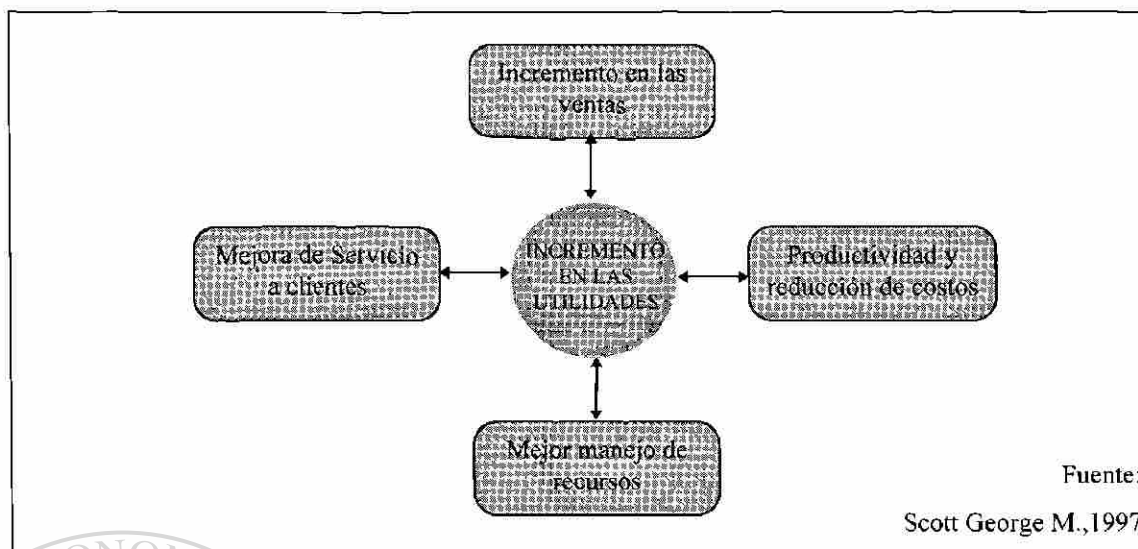 Incremento en las
ventas
Mejora de Servicio
a clientes
INCREMENTO
EN LAS
UTILIDADES
Productividad y
reducción de costos
Mejor manejo de
recursos
Fuente:
Scott George M.,1997